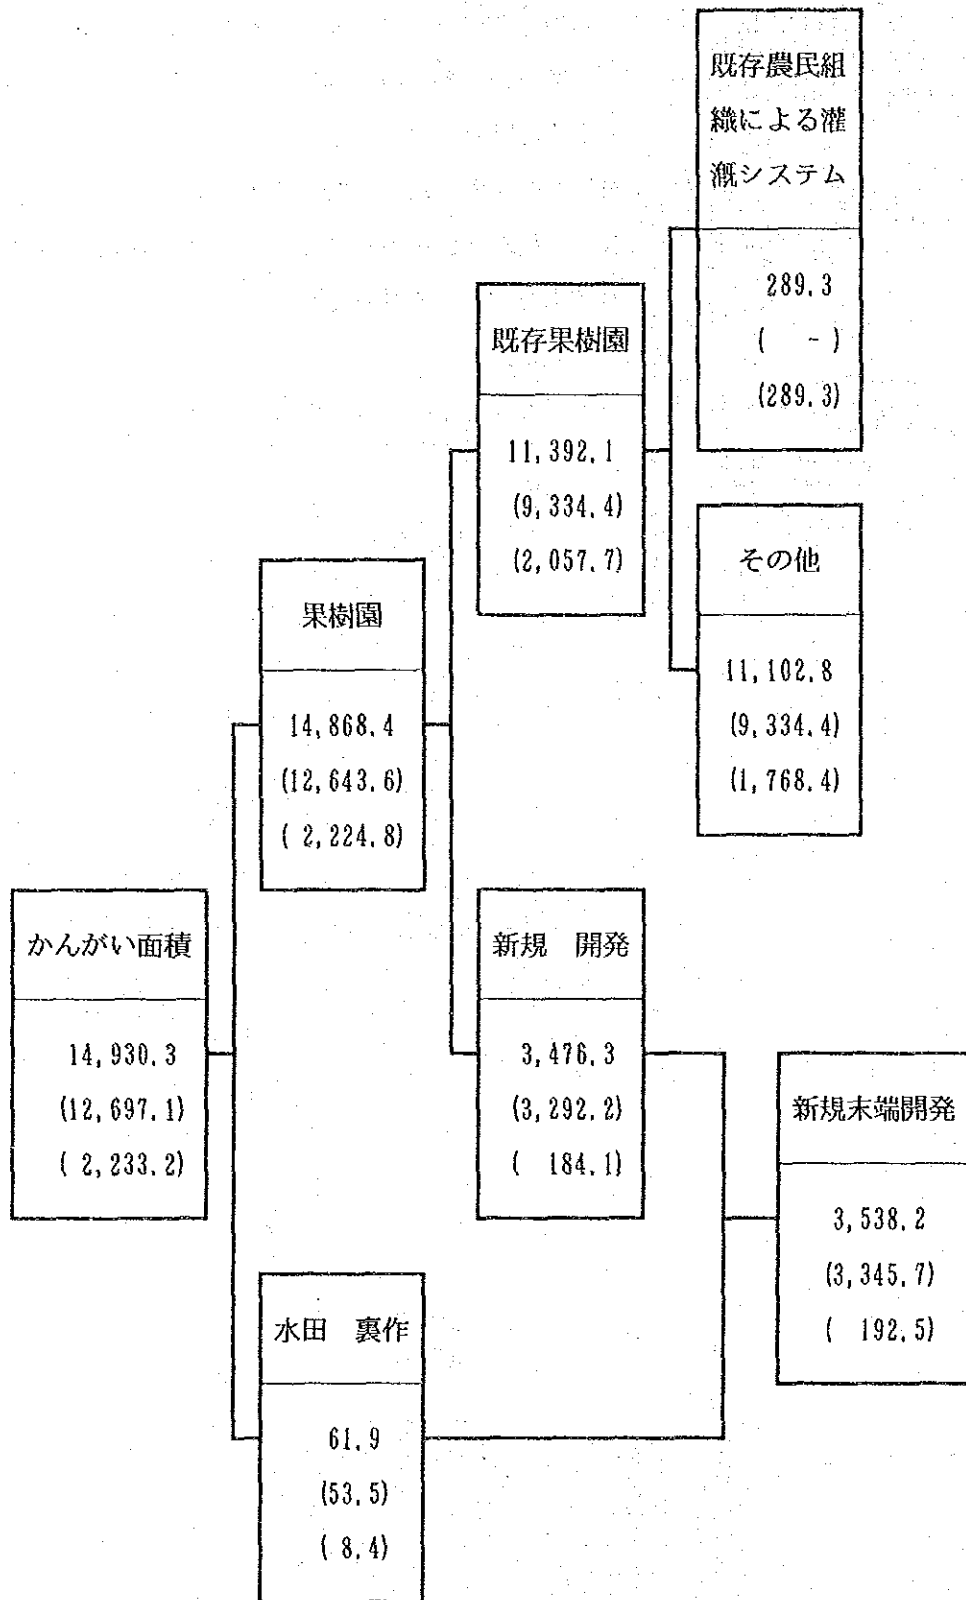 既存農民組
織による灌
漑システム
289.3
( - )
(289.3)
既存果樹園
11,392.1
(9,334.4)
(2,057.7)
その他
11,102.8
(9,334.4)
(1,768.4)
果樹園
14,868.4
(12,643.6)
( 2,224.8)
かんがい面積
14,930.3
(12,697.1)
( 2,233.2)
新規 開発
3,476.3
(3,292.2)
( 184.1)
新規末端開発
3,538.2
(3,345.7)
( 192.5)
水田 裏作
61.9
(53.5)
( 8.4)